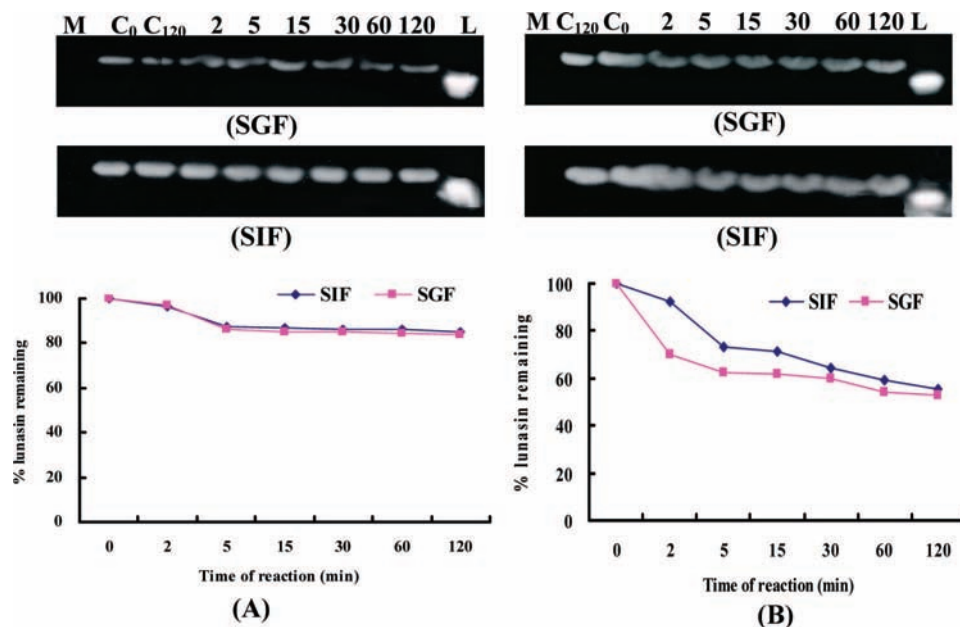 M C₀ C₁₂₀ 2 5 15 30 60 120 L
(SGF)
(SIF)
SIF SGF
% lunasin remaining
100
80
60
40
20
0
0 2 5 15 30 60 120
Time of reaction (min)
(A)
M C₁₂₀ C₀ 2 5 15 30 60 120 L
(SGF)
(SIF)
SIF SGF
% lunasin remaining
100
80
60
40
20
0
0 2 5 15 30 60 120
Time of reaction (min)
(B)